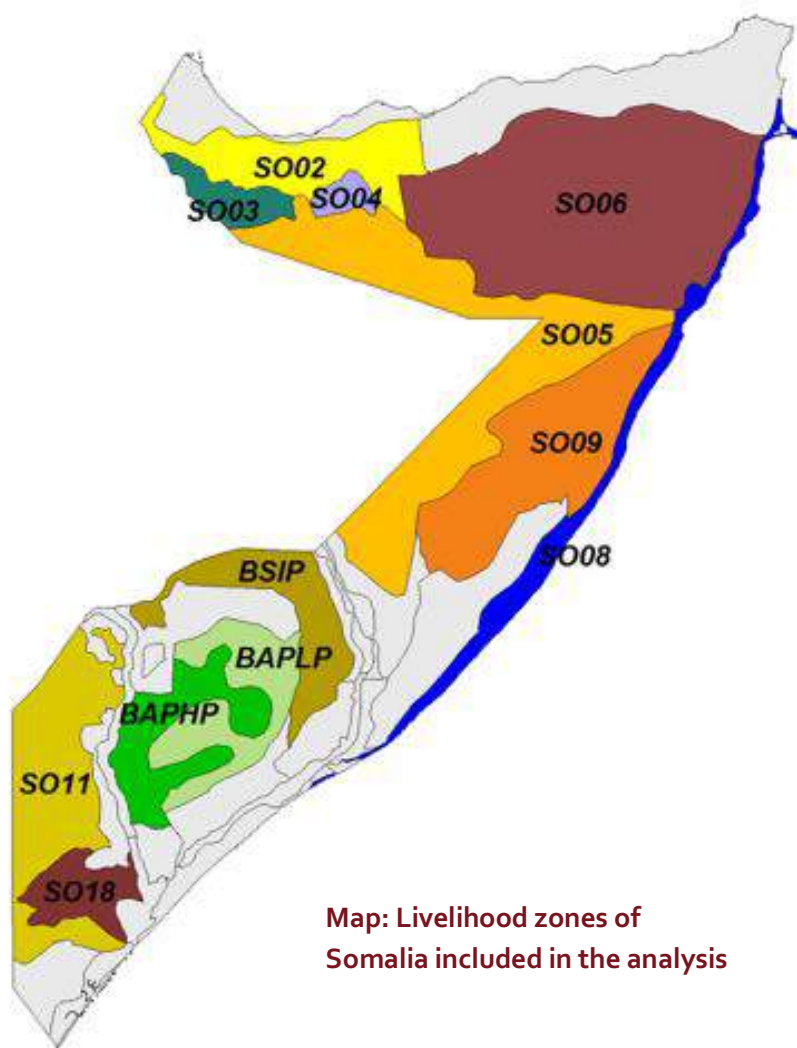 SO02
SO03
SO04
SO06
SO05
SO09
SO08
BSIP
BAPLP
BAPHP
SO11
SO18
Map: Livelihood zones of
Somalia included in the analysis